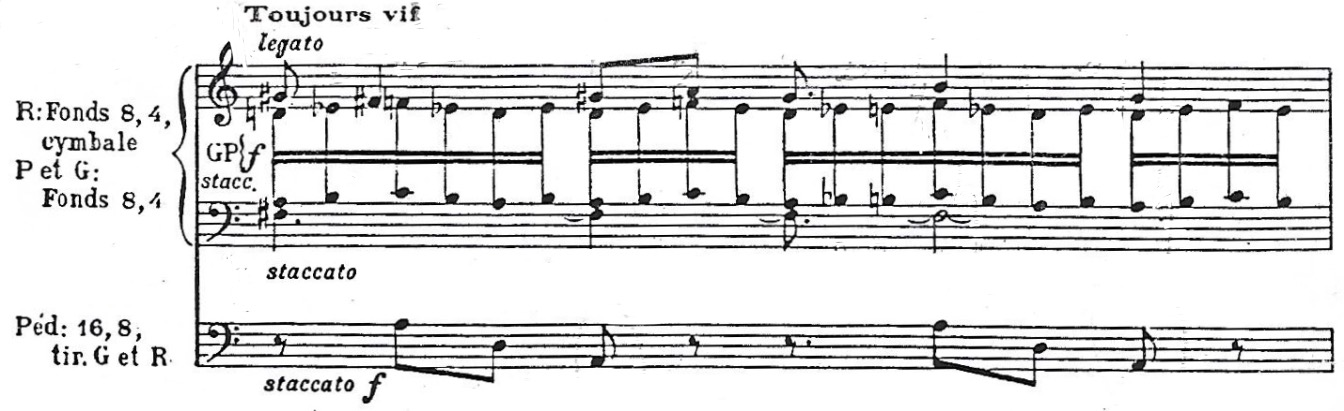 Toujours vif
legato
R: Fonds 8, 4,
cymbale
P et G:
Fonds 8, 4
GP f
stacc.
staccato
Péd: 16, 8,
tir. G et R
staccato f